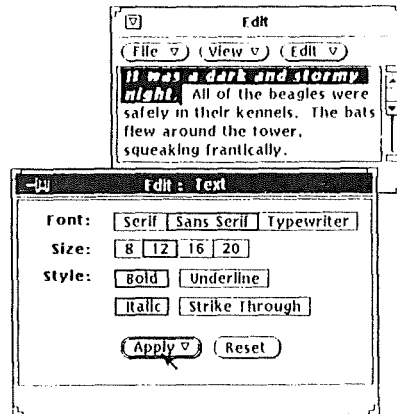 Edit
File View Edit
It was a dark and stormy
night. All of the beagles were
safely in their kennels. The bats
flew around the tower,
squeaking frantically.
Edit: Text
Font: Serif Sans Serif Typewriter
Size: 8 12 16 20
Style: Bold Underline
Italic Strike Through
Apply Reset